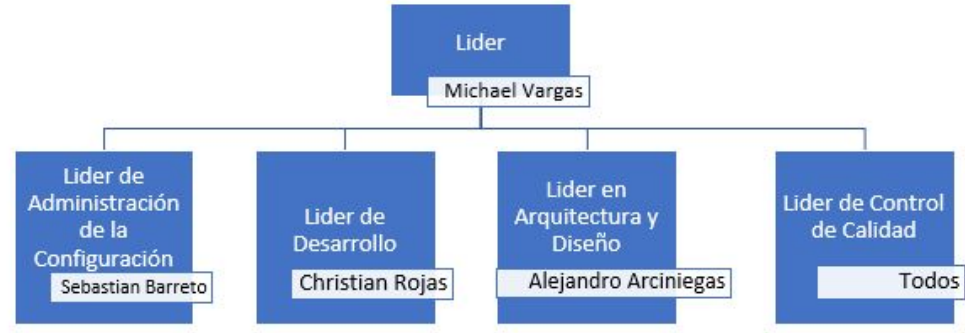 Lider
Michael Vargas
Lider de
Administración
de la
Configuración
Sebastian Barreto
Lider de
Desarrollo
Christian Rojas
Lider en
Arquitectura y
Diseño
Alejandro Arciniegas
Lider de Control
de Calidad
Todos